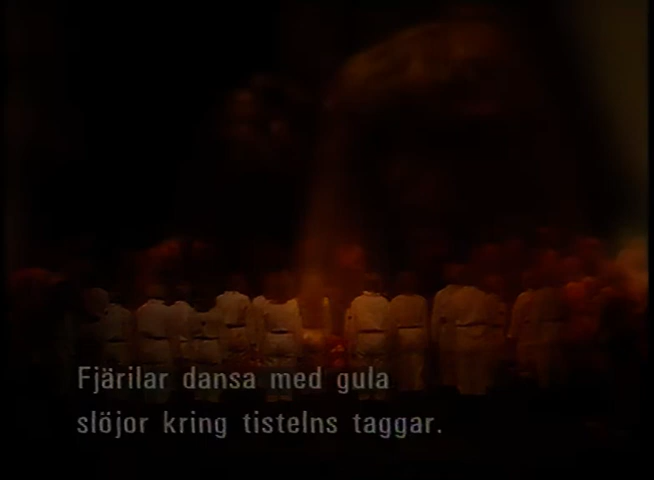 Fjärilar dansa med gula
slöjor kring tistelns taggar.